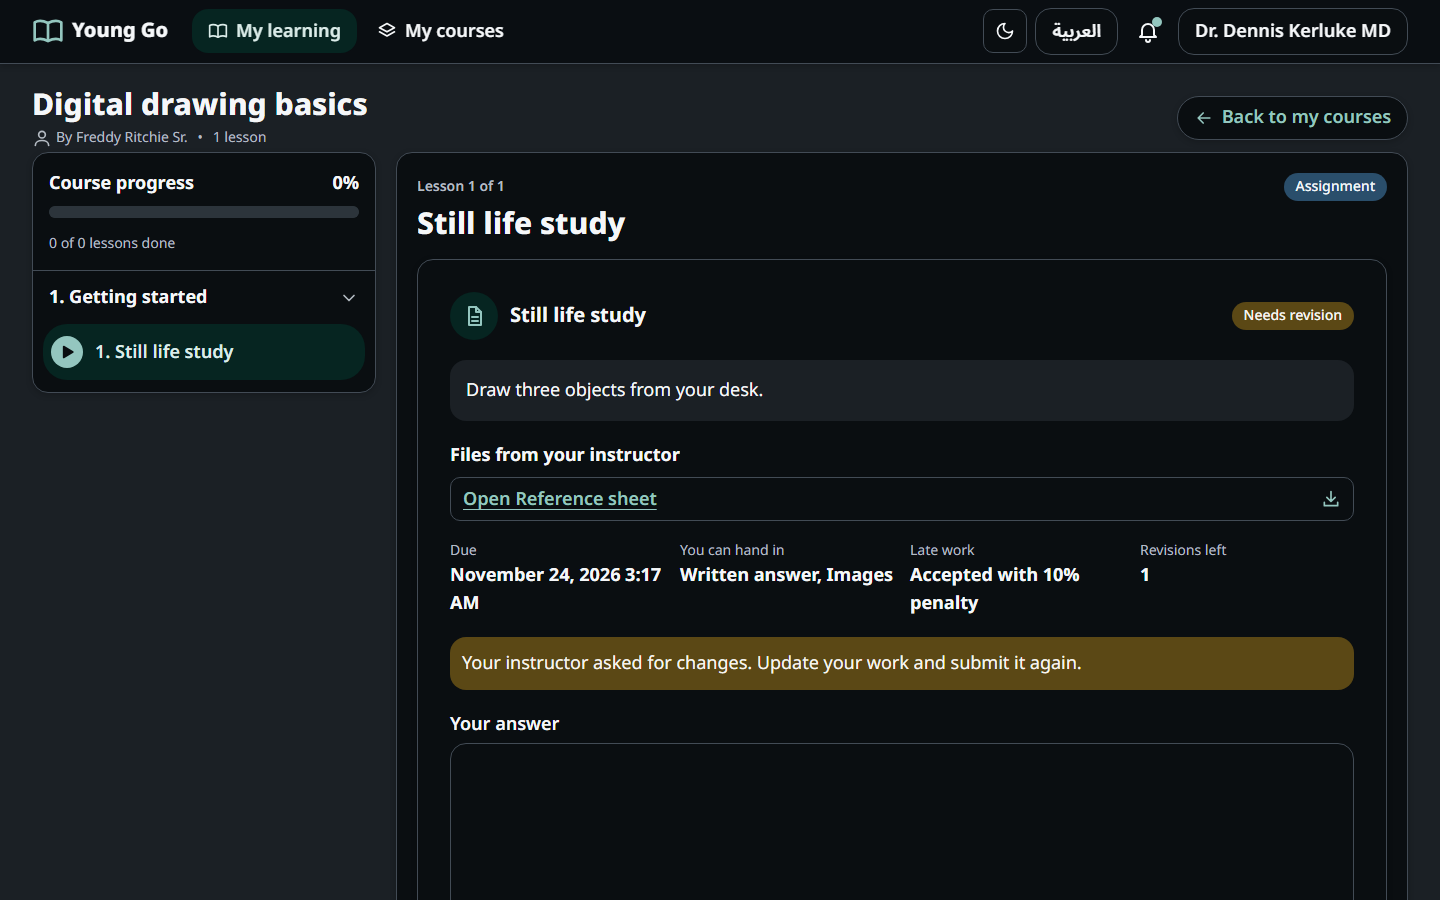 Young Go
My learning
My courses
العربية
Dr. Dennis Kerluke MD
Digital drawing basics
By Freddy Ritchie Sr. • 1 lesson
Back to my courses
Course progress
0%
0 of 0 lessons done
1. Getting started
1. Still life study
Lesson 1 of 1
Assignment
Still life study
Still life study
Needs revision
Draw three objects from your desk.
Files from your instructor
Open Reference sheet
Due
You can hand in
Late work
Revisions left
November 24, 2026 3:17
AM
Written answer, Images
Accepted with 10%
penalty
1
Your instructor asked for changes. Update your work and submit it again.
Your answer